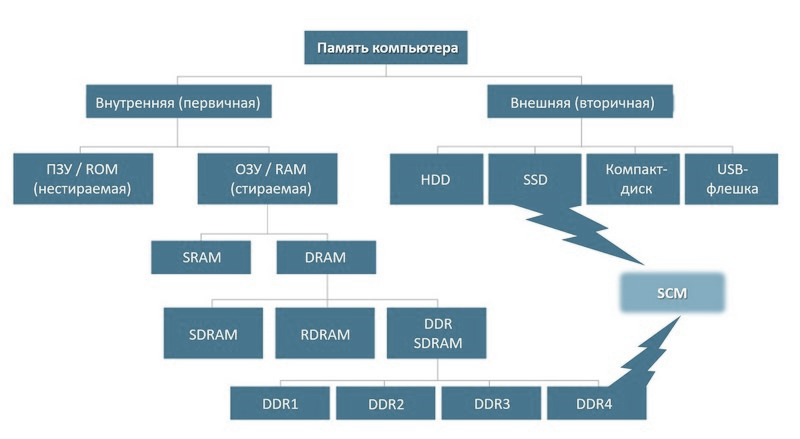 Память компьютера
Внутренняя (первичная)
Внешняя (вторичная)
ПЗУ / ROM
(нестираемая)
ОЗУ / RAM
(стираемая)
HDD
SSD
Компакт-
диск
USB-
флешка
SRAM
DRAM
SCM
SDRAM
RDRAM
DDR
SDRAM
DDR1
DDR2
DDR3
DDR4